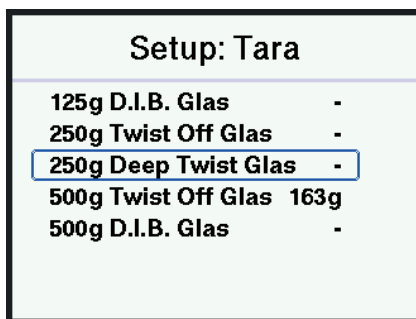 Setup: Tara
125g D.I.B. Glas -
250g Twist Off Glas -
250g Deep Twist Glas -
500g Twist Off Glas 163g
500g D.I.B. Glas -